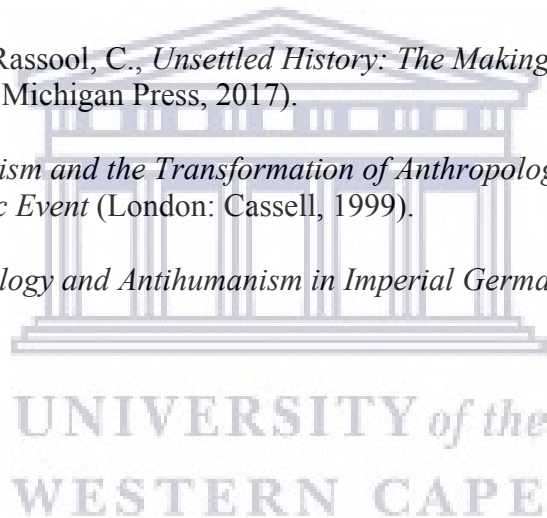 Rassool, C., Unsettled History: The Making
Michigan Press, 2017).
ism and the Transformation of Anthropolog
c Event (London: Cassell, 1999).
ology and Antihumanism in Imperial Germa
UNIVERSITY of the
WESTERN CAPE